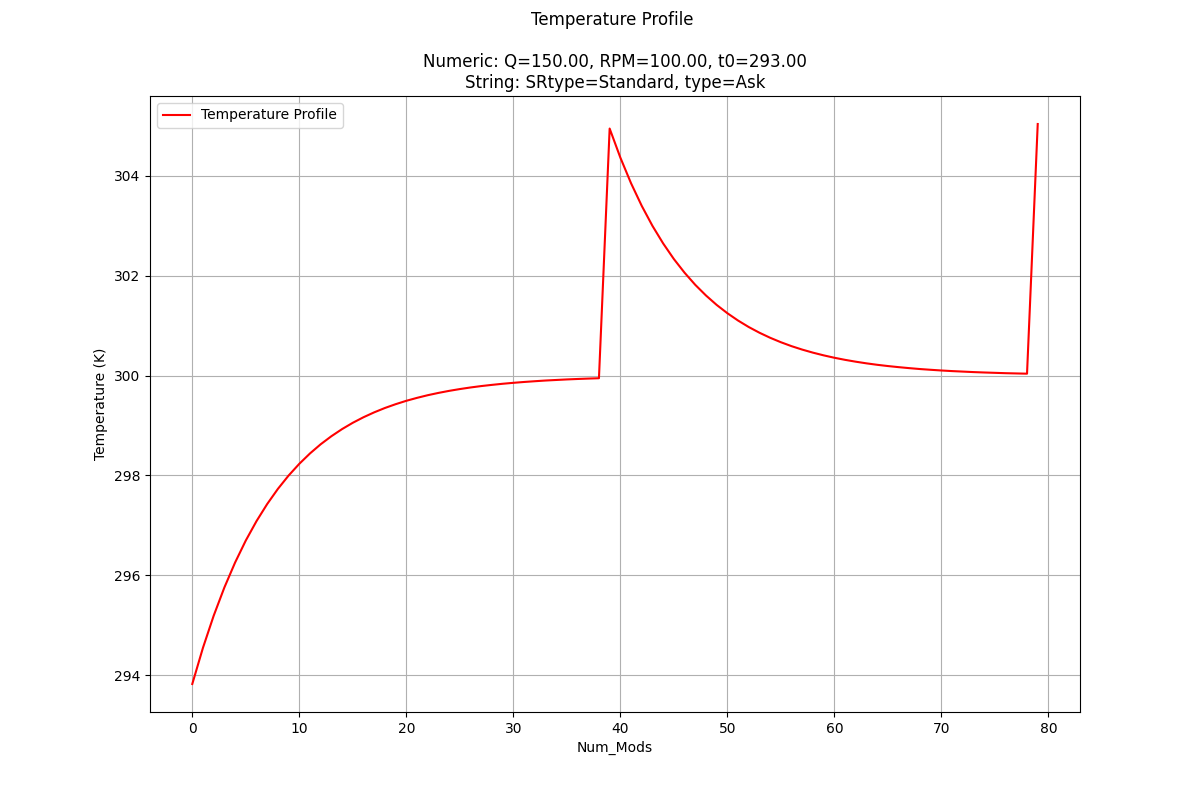 Temperature Profile
Numeric: Q=150.00, RPM=100.00, t0=293.00
String: SRtype=Standard, type=Ask
Temperature Profile
304
302
300
298
296
294
Temperature (K)
0 10 20 30 40 50 60 70 80
Num_Mods